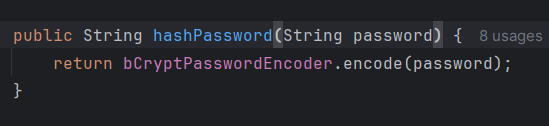 public String hashPassword(String password) { 8 usages
    return bCryptPasswordEncoder.encode(password);
}